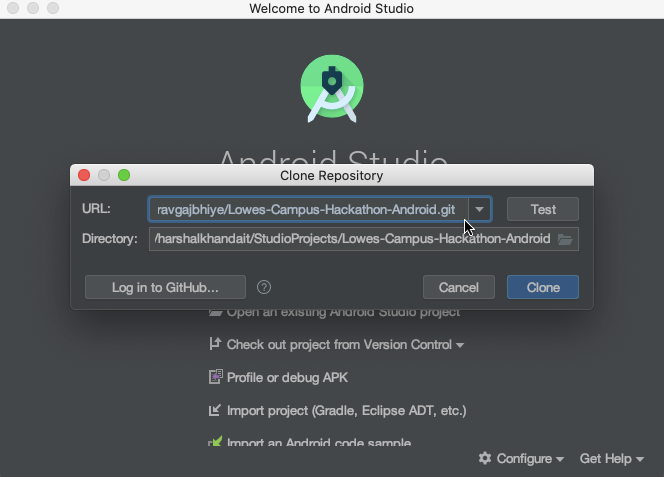 Welcome to Android Studio
Android Studio
Clone Repository
URL:
ravgajbhiye/Lowes-Campus-Hackathon-Android.git
Test
Directory:
/harshalkhandait/StudioProjects/Lowes-Campus-Hackathon-Android
Log in to GitHub...
?
Cancel
Clone
Open an existing Android Studio project
Check out project from Version Control
Profile or debug APK
Import project (Gradle, Eclipse ADT, etc.)
Import an Android code sample
Configure
Get Help